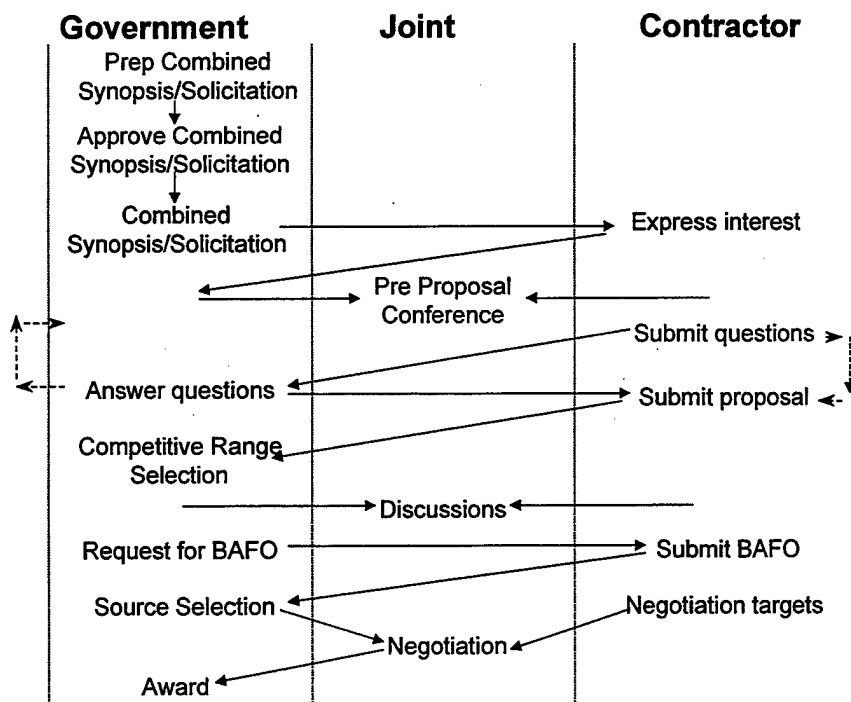 Government Joint Contractor
Prep Combined
Synopsis/Solicitation
Approve Combined
Synopsis/Solicitation
Combined
Synopsis/Solicitation
Express interest
Pre Proposal
Conference
Submit questions
Answer questions
Submit proposal
Competitive Range
Selection
Discussions
Request for BAFO
Submit BAFO
Source Selection
Negotiation targets
Negotiation
Award